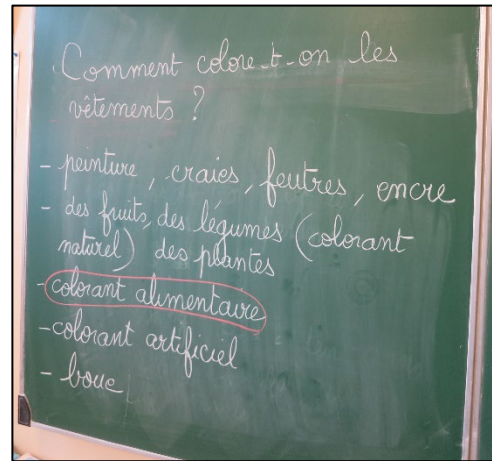 Comment colore-t-on les
vêtements ?
- peinture, craies, feutres, encre
- des fruits, des légumes (colorant
naturel) des plantes
- colorant alimentaire
- colorant artificiel
- boue